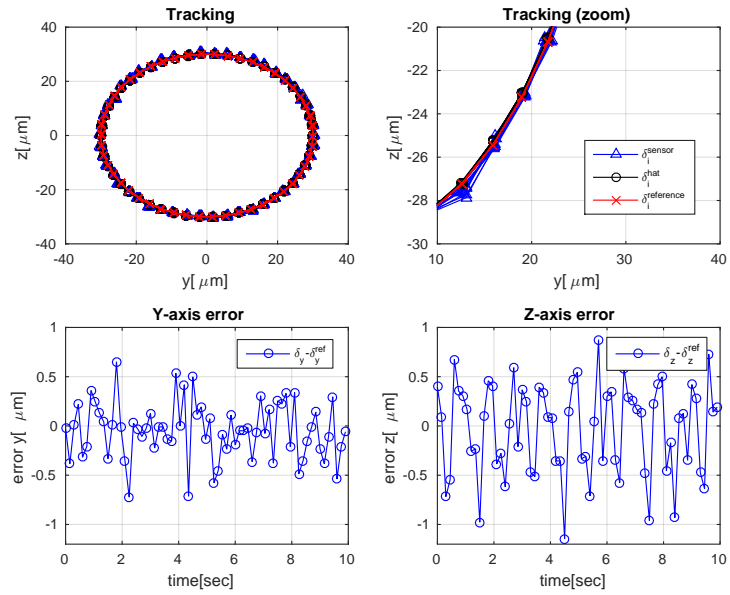 Tracking
40
20
0
-20
-40
z[ μm]
-40 -20 0 20 40
y[ μm]
Tracking (zoom)
-20
-22
-24
-26
-28
-30
z[ μm]
10 20 30 40
y[ μm]
δ_i^sensor
δ_i^hat
δ_i^reference
Y-axis error
1
0.5
0
-0.5
-1
error y[ μm]
0 2 4 6 8 10
time[sec]
δ_y-δ_y^ref
Z-axis error
1
0.5
0
-0.5
-1
error z[ μm]
0 2 4 6 8 10
time[sec]
δ_z-δ_z^ref